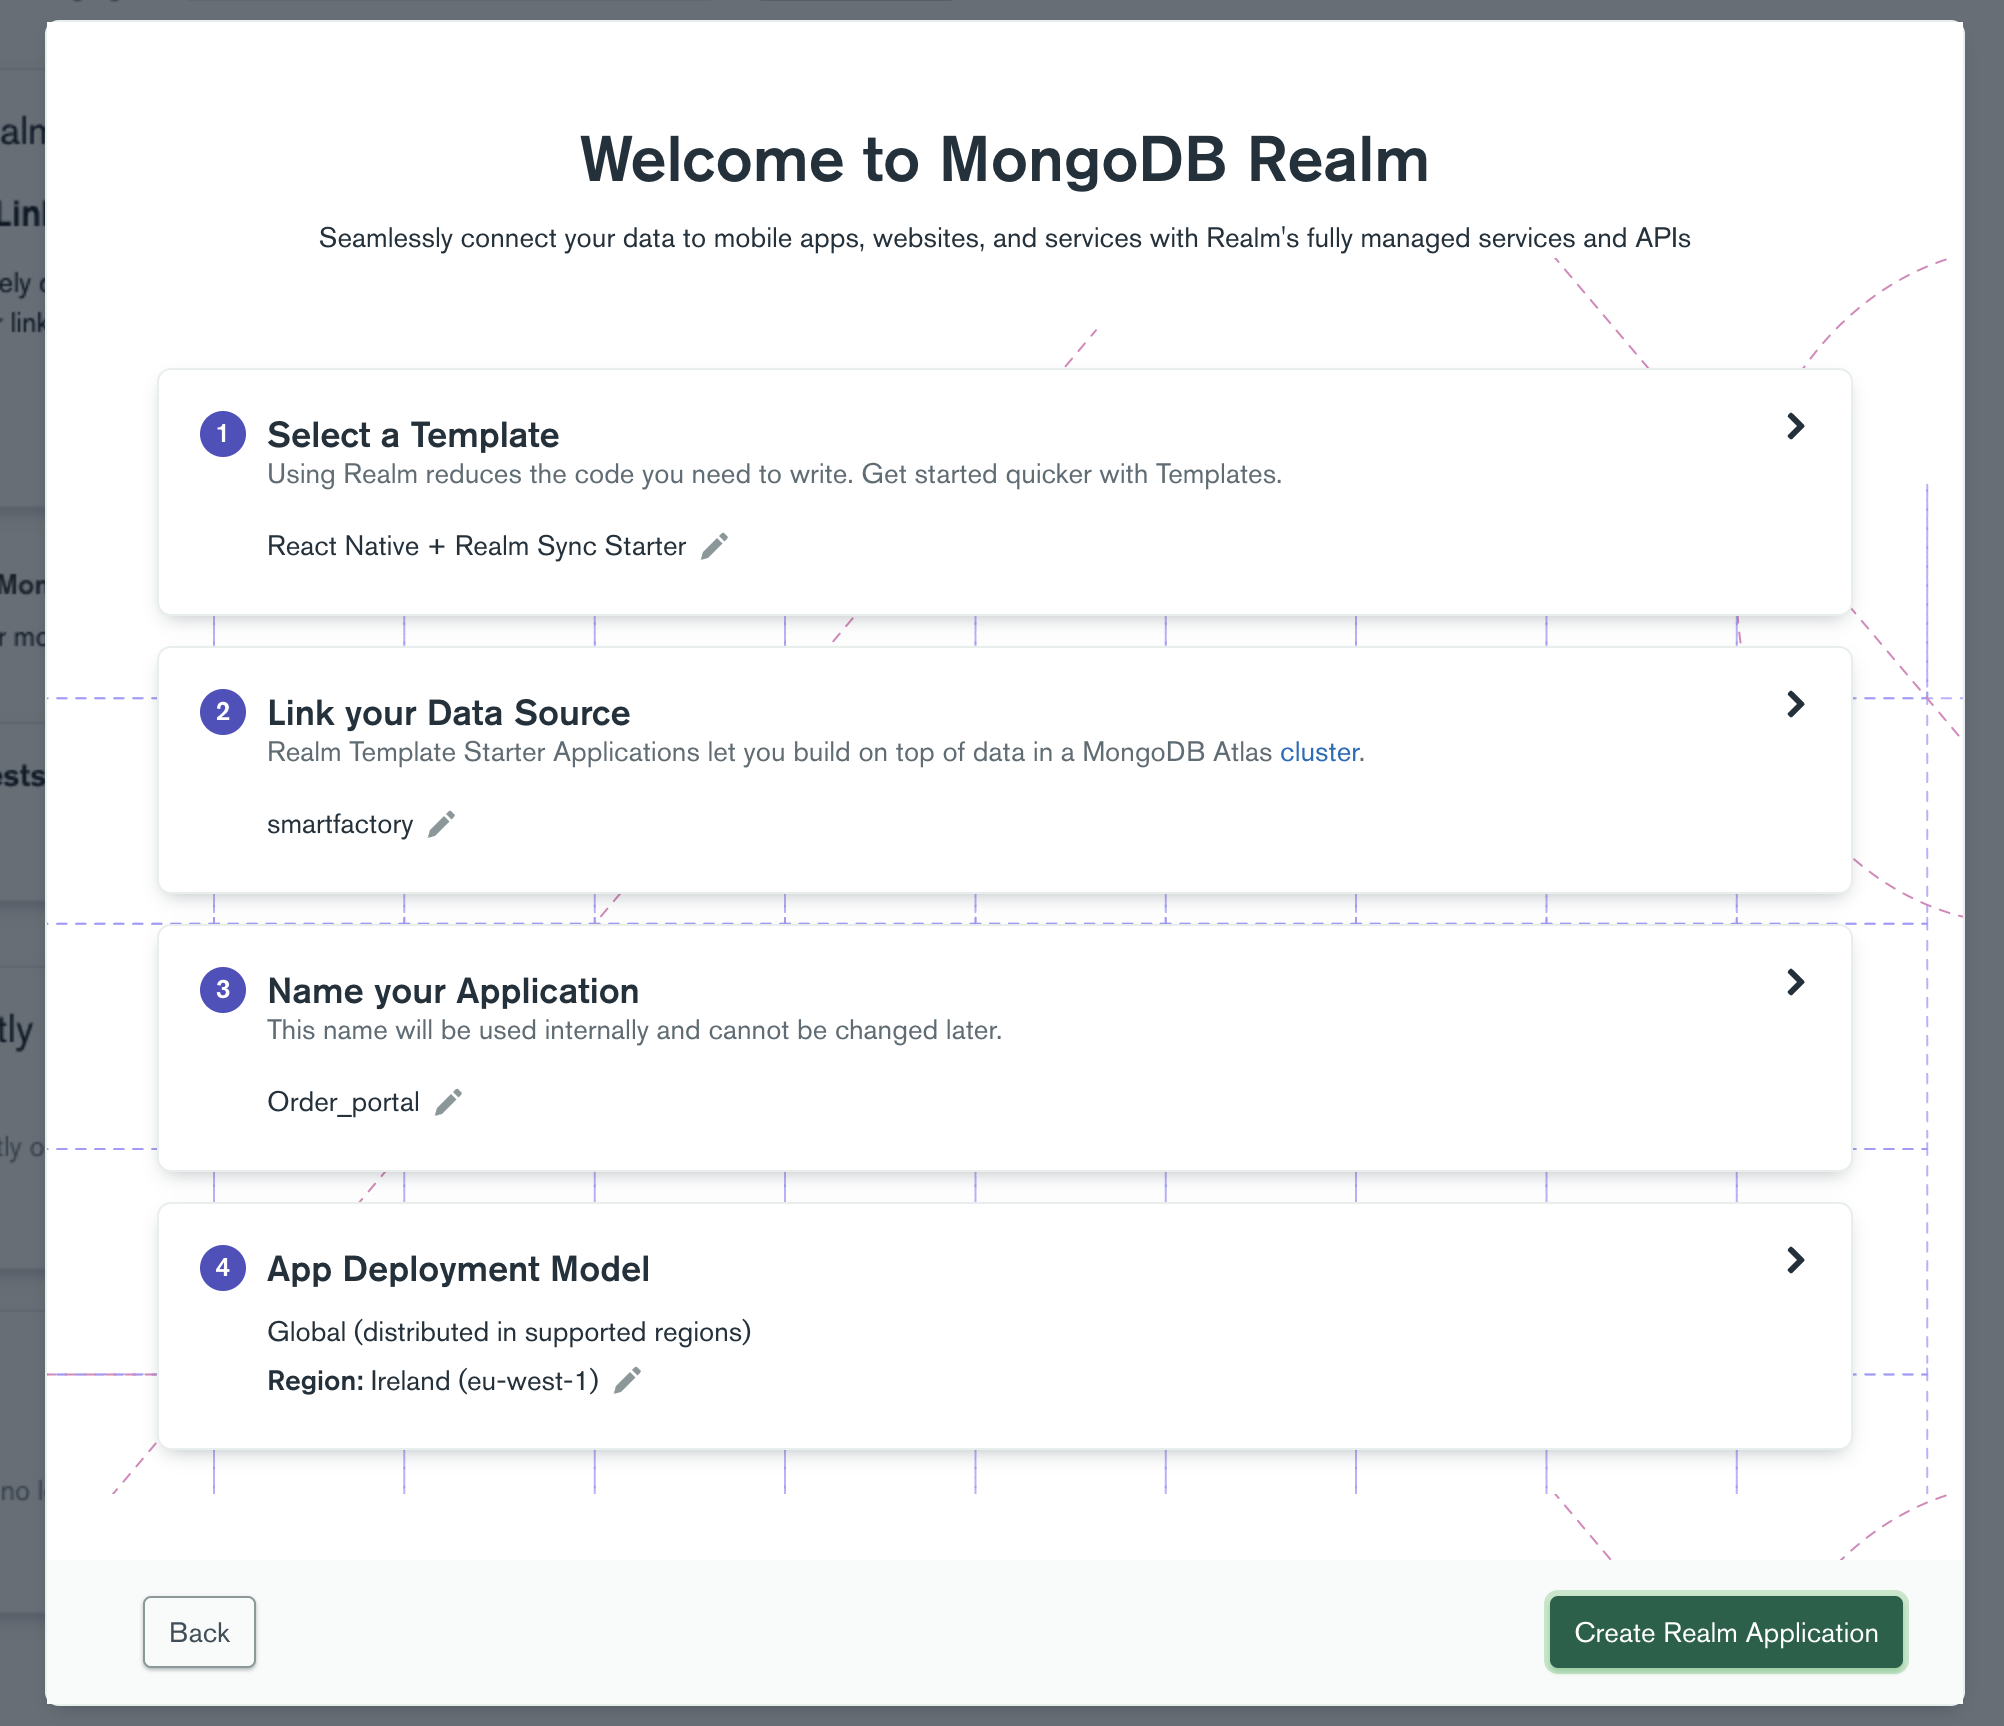 Welcome to MongoDB Realm
Seamlessly connect your data to mobile apps, websites, and services with Realm's fully managed services and APIs
1 Select a Template
Using Realm reduces the code you need to write. Get started quicker with Templates.
React Native + Realm Sync Starter
2 Link your Data Source
Realm Template Starter Applications let you build on top of data in a MongoDB Atlas cluster.
smartfactory
3 Name your Application
This name will be used internally and cannot be changed later.
Order_portal
4 App Deployment Model
Global (distributed in supported regions)
Region: Ireland (eu-west-1)
Back
Create Realm Application